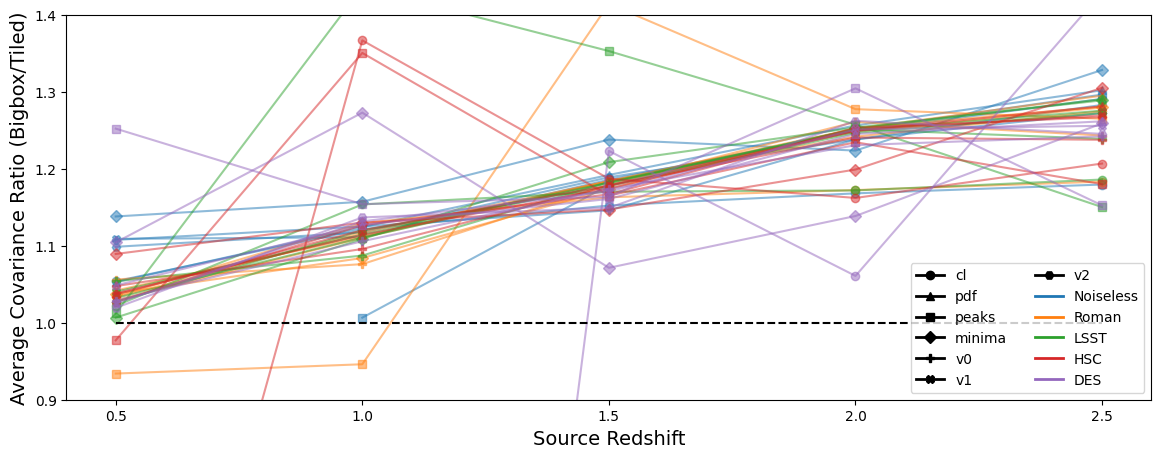 Average Covariance Ratio (Bigbox/Tiled)
1.4
1.3
1.2
1.1
1.0
0.9
0.5
1.0
1.5
2.0
2.5
Source Redshift
cl
pdf
peaks
minima
v0
v1
v2
Noiseless
Roman
LSST
HSC
DES